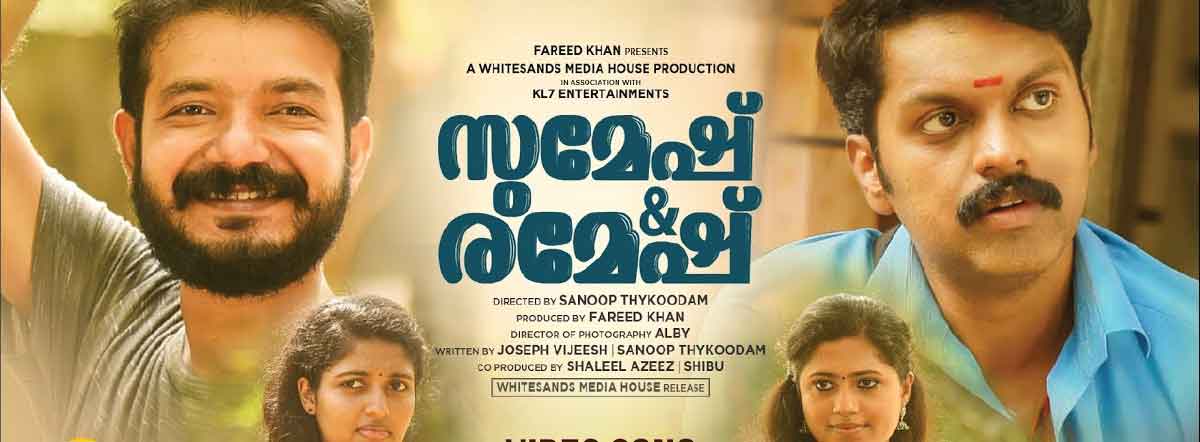 FAREED KHAN PRESENTS
A WHITESANDS MEDIA HOUSE PRODUCTION
IN ASSOCIATION WITH
KL7 ENTERTAINMENTS
സുമേഷ്
&
രമേഷ്
DIRECTED BY SANOOP THYKOODAM
PRODUCED BY FAREED KHAN
DIRECTOR OF PHOTOGRAPHY ALBY
WRITTEN BY JOSEPH VIJEESH | SANOOP THYKOODAM
CO PRODUCED BY SHALEEL AZEEZ | SHIBU
WHITESANDS MEDIA HOUSE RELEASE
VIDEO SONG